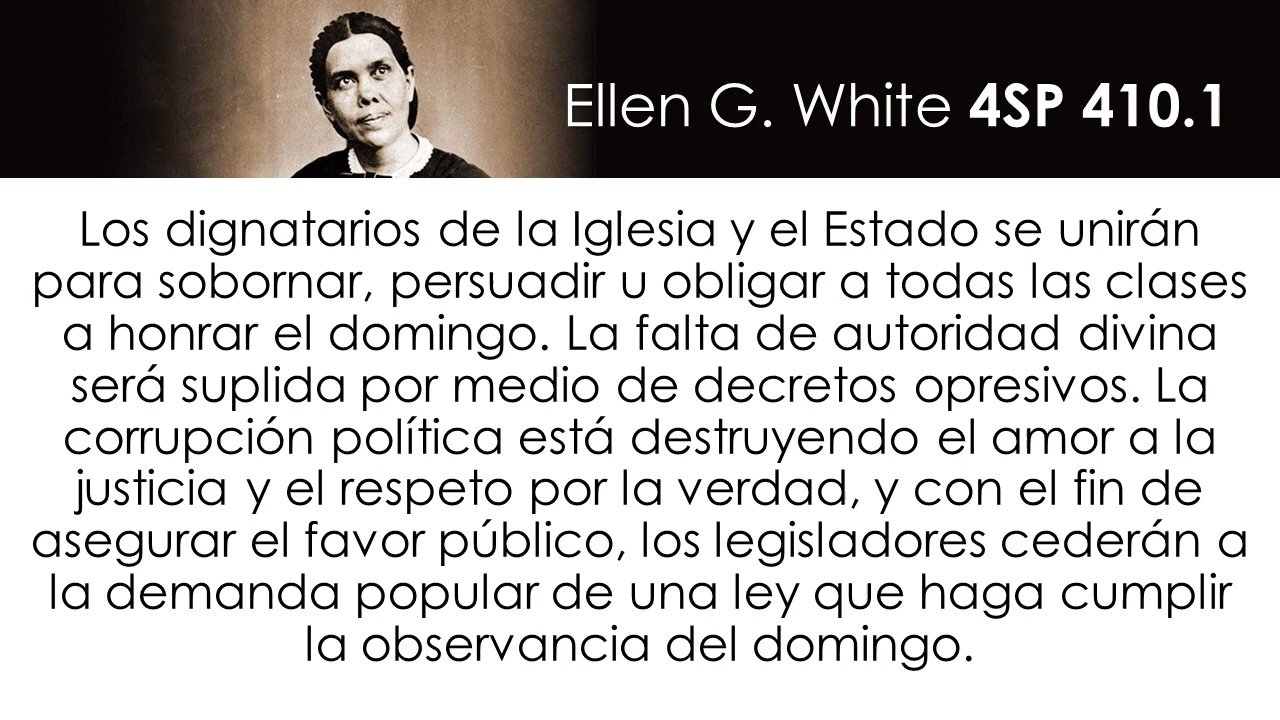 Ellen G. White 4SP 410.1
Los dignatarios de la Iglesia y el Estado se unirán
para sobornar, persuadir u obligar a todas las clases
a honrar el domingo. La falta de autoridad divina
será suplida por medio de decretos opresivos. La
corrupción política está destruyendo el amor a la
justicia y el respeto por la verdad, y con el fin de
asegurar el favor público, los legisladores cederán a
la demanda popular de una ley que haga cumplir
la observancia del domingo.